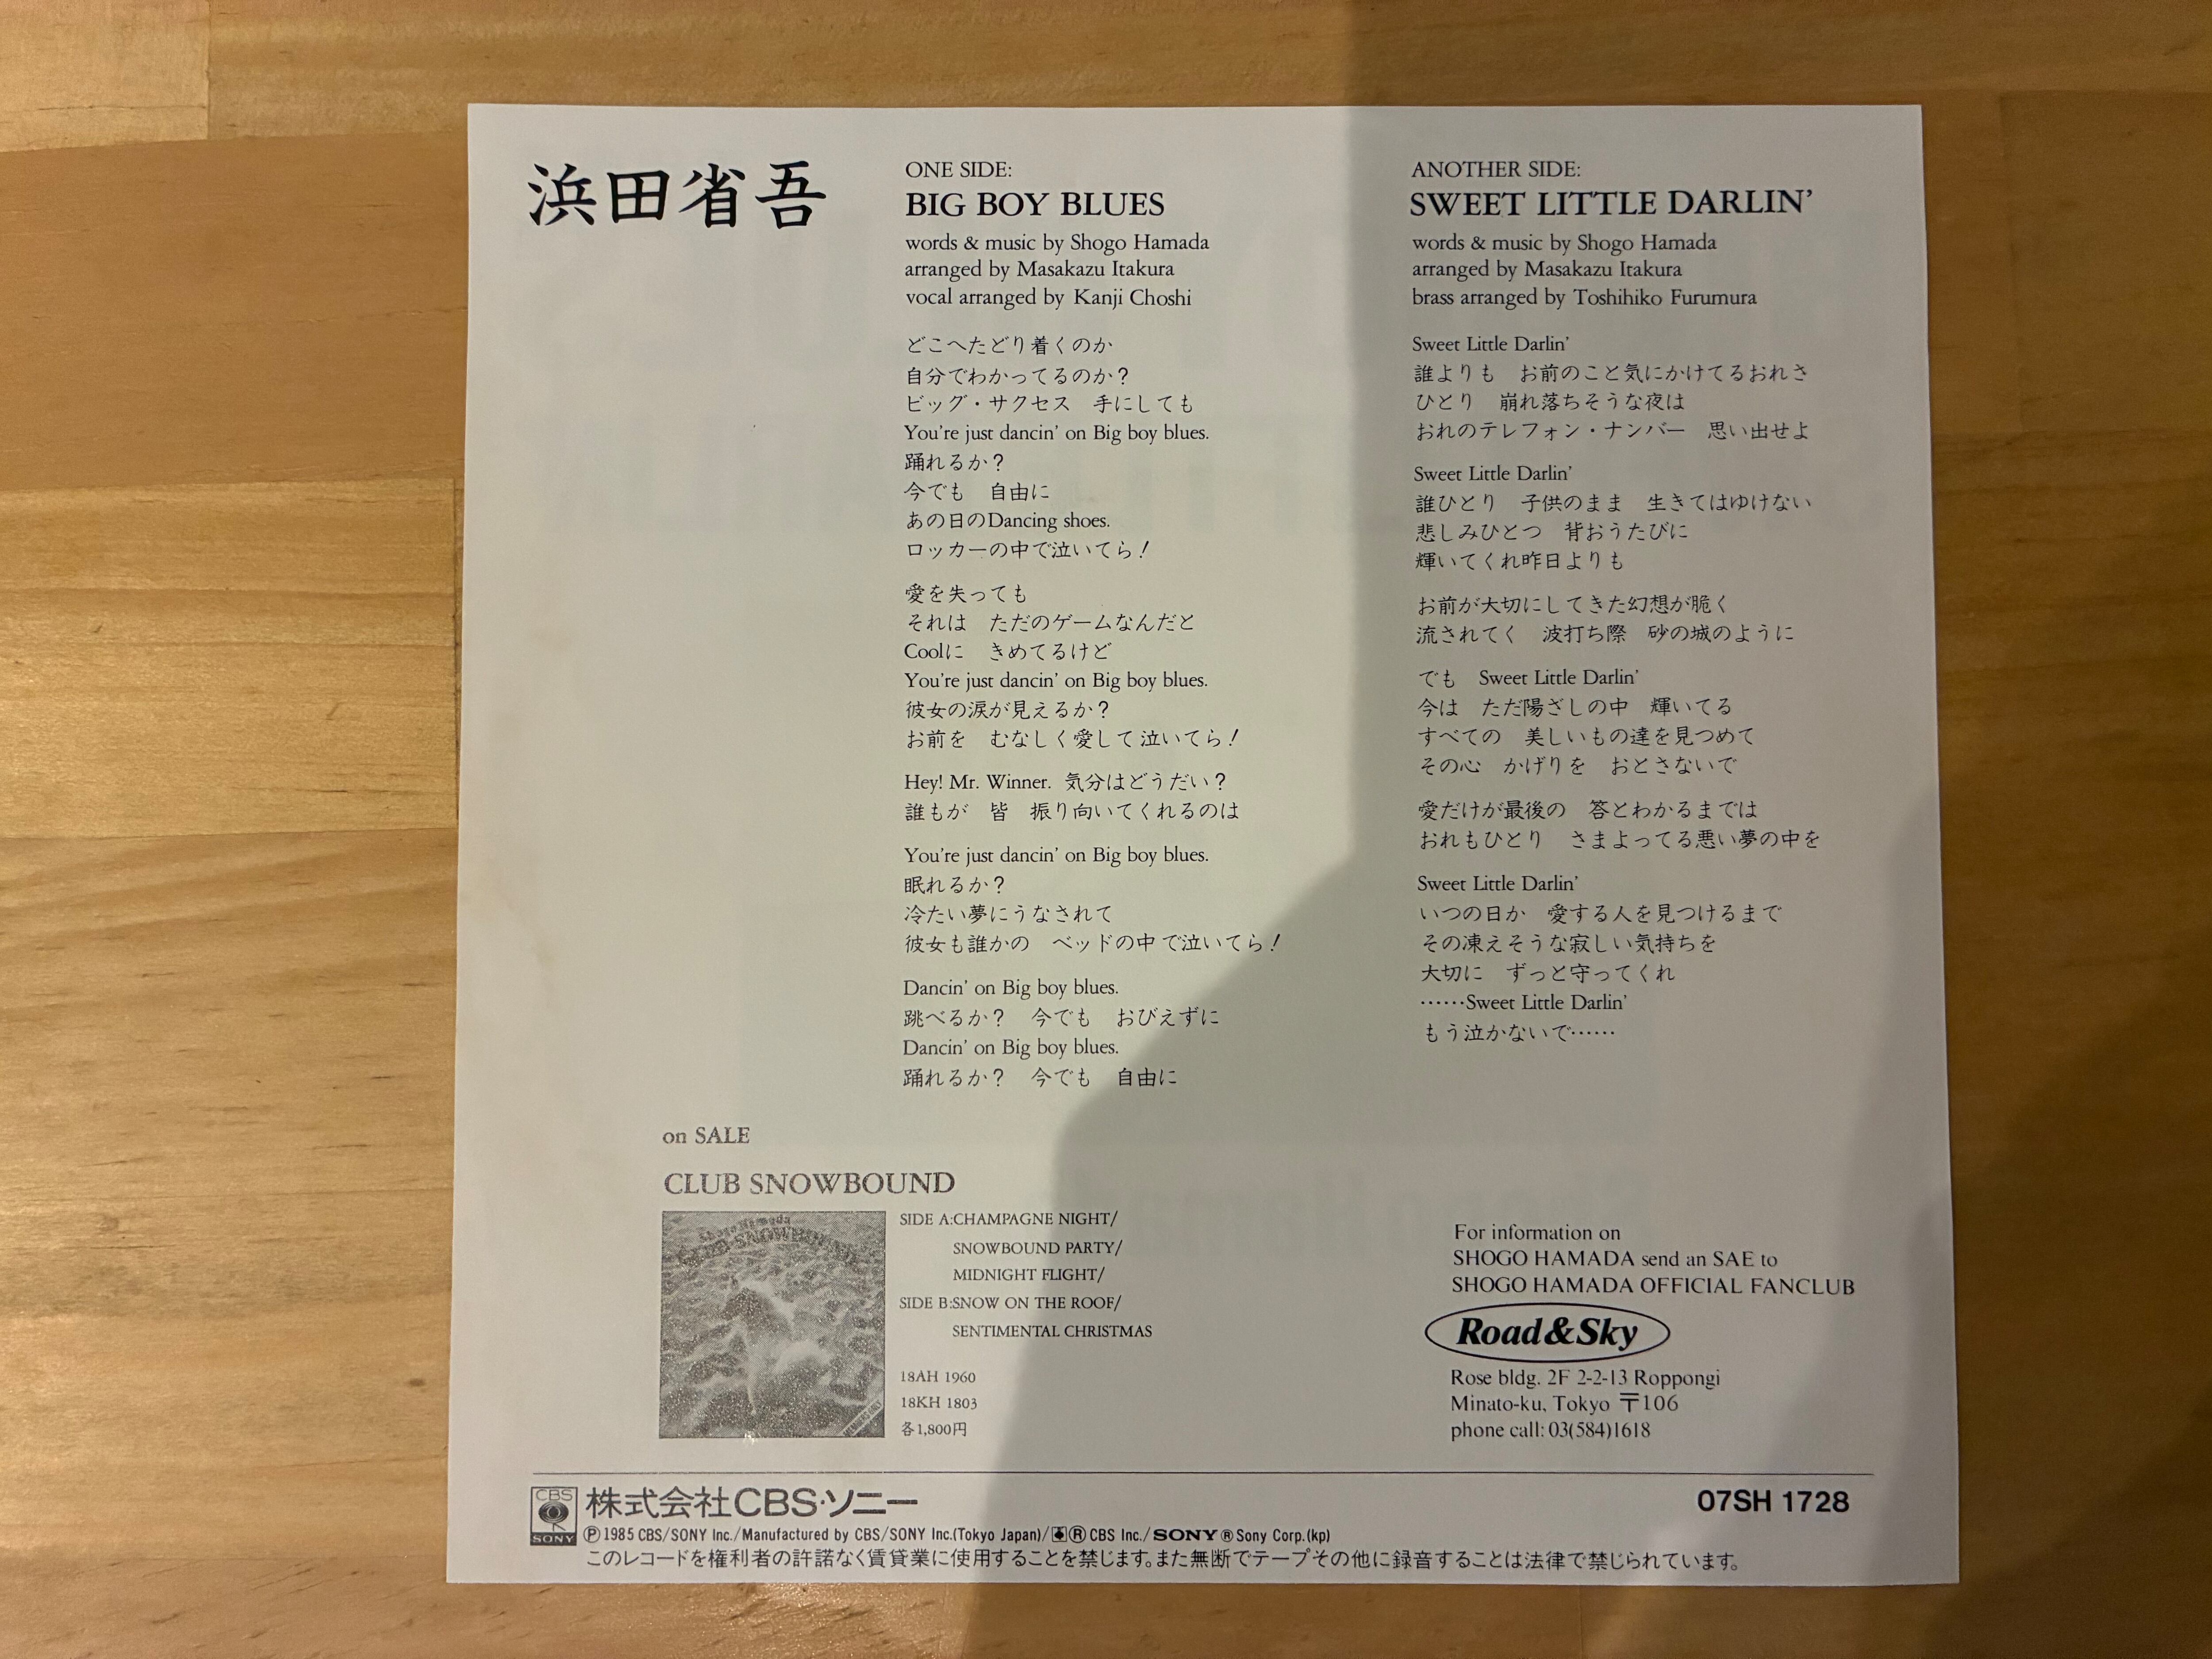 浜田省吾
ONE SIDE:
BIG BOY BLUES
words & music by Shogo Hamada
arranged by Masakazu Itakura
vocal arranged by Kanji Choshi
どこへたどり着くのか
自分でわかってるのか?
ビッグ・サクセス 手にしても
You're just dancin' on Big boy blues.
踊れるか?
今でも 自由に
あの日のDancing shoes.
ロッカーの中で泣いてら!
愛を失っても
それは ただのゲームなんだと
Coolに きめてるけど
You're just dancin' on Big boy blues.
彼女の涙が見えるか?
お前を むなしく愛して泣いてら!
Hey! Mr. Winner. 気分はどうだい?
誰もが 皆 振り向いてくれるのは
You're just dancin' on Big boy blues.
眠れるか?
冷たい夢にうなされて
彼女も誰かの ベッドの中で泣いてら!
Dancin' on Big boy blues.
跳べるか? 今でも おびえずに
Dancin' on Big boy blues.
踊れるか? 今でも 自由に
ANOTHER SIDE:
SWEET LITTLE DARLIN'
words & music by Shogo Hamada
arranged by Masakazu Itakura
brass arranged by Toshihiko Furumura
Sweet Little Darlin'
誰よりも お前のこと気にかけてるおれさ
ひとり 崩れ落ちそうな夜は
おれのテレフォン・ナンバー 思い出せよ
Sweet Little Darlin'
誰ひとり 子供のまま 生きてはゆけない
悲しみひとつ 背おうたびに
輝いてくれ昨日よりも
お前が大切にしてきた幻想が脆く
流されてく 波打ち際 砂の城のように
でも Sweet Little Darlin'
今は ただ陽ざしの中 輝いてる
すべての 美しいもの達を見つめて
その心 かげりを おとさないで
愛だけが最後の 答とわかるまでは
おれもひとり さまよってる悪い夢の中を
Sweet Little Darlin'
いつの日か 愛する人を見つけるまで
その凍えそうな寂しい気持ちを
大切に ずっと守ってくれ
……Sweet Little Darlin'
もう泣かないで……
on SALE
CLUB SNOWBOUND
Shogo Hamada
CLUB SNOWBOUND
MEMBERS ONLY
SIDE A:CHAMPAGNE NIGHT/
SNOWBOUND PARTY/
MIDNIGHT FLIGHT/
SIDE B:SNOW ON THE ROOF/
SENTIMENTAL CHRISTMAS
18AH 1960
18KH 1803
各1,800円
For information on
SHOGO HAMADA send an SAE to
SHOGO HAMADA OFFICIAL FANCLUB
Road&Sky
Rose bldg. 2F 2-2-13 Roppongi
Minato-ku, Tokyo 〒106
phone call: 03(584)1618
CBS
SONY
株式会社CBS・ソニー
07SH 1728
Ⓟ1985 CBS/SONY Inc./Manufactured by CBS/SONY Inc.(Tokyo Japan)/®CBS Inc./SONY®Sony Corp.(kp)
このレコードを権利者の許諾なく賃貸業に使用することを禁じます。また無断でテープその他に録音することは法律で禁じられています。